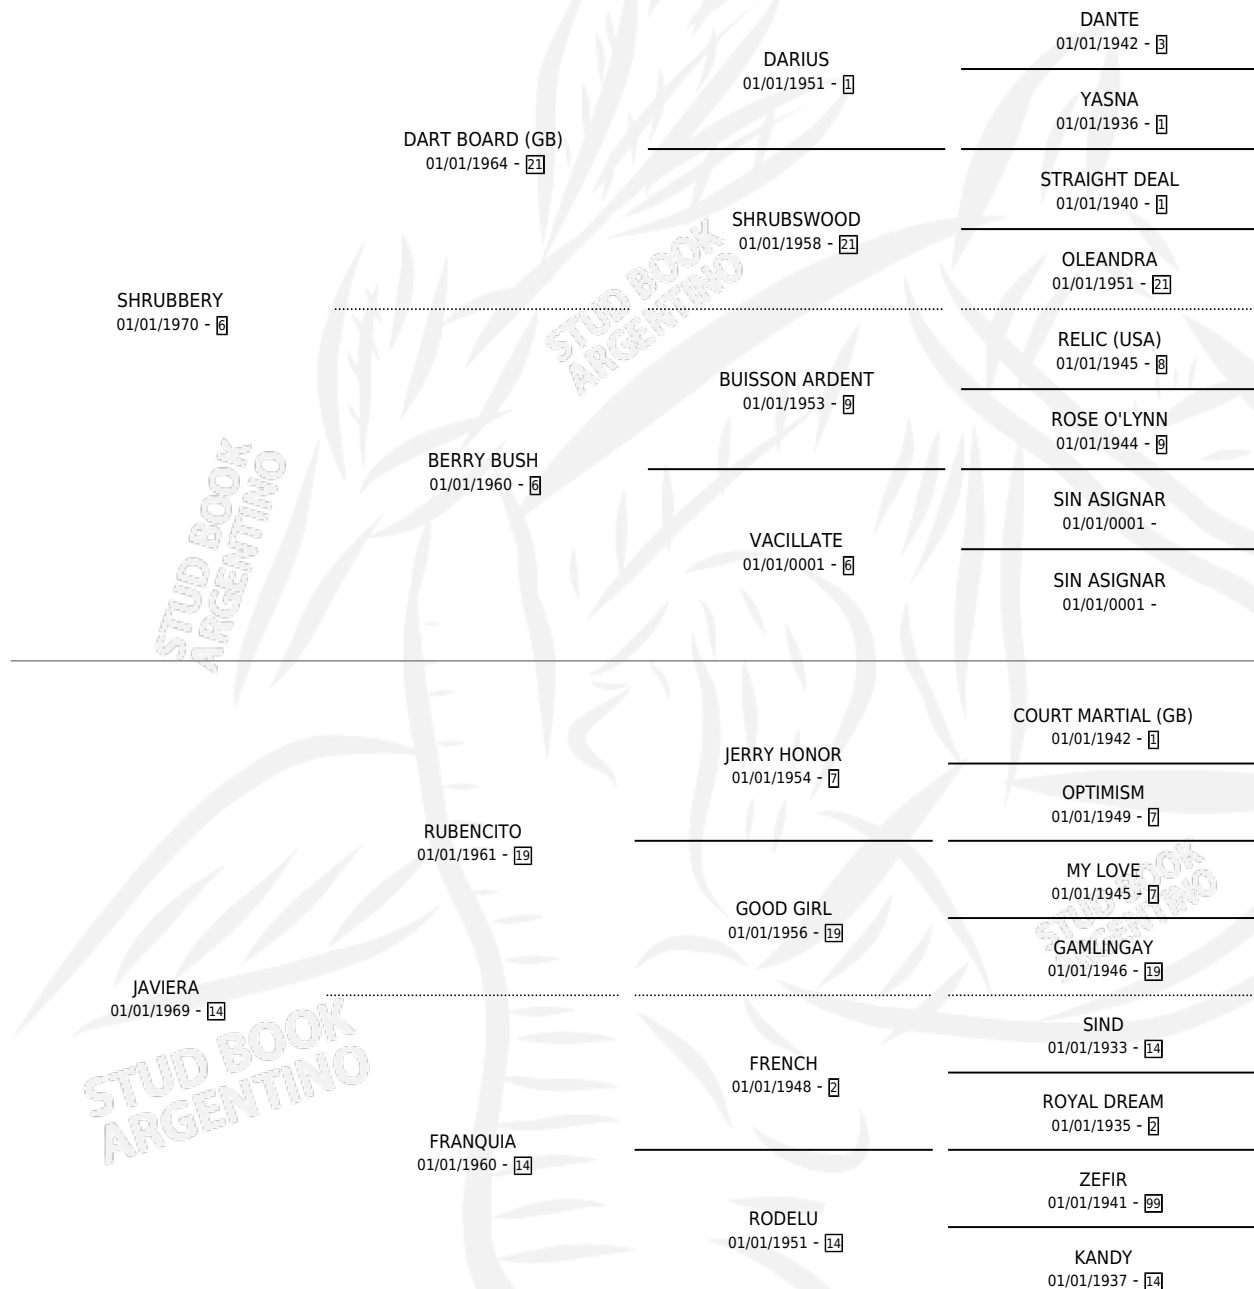 DANTE
01/01/1942 - 3
DARIUS
01/01/1951 - 1
YASNA
01/01/1936 - 1
DART BOARD (GB)
01/01/1964 - 21
STRAIGHT DEAL
01/01/1940 - 1
SHRUBSWOOD
01/01/1958 - 21
OLEANDRA
01/01/1951 - 21
SHRUBBERY
01/01/1970 - 6
RELIC (USA)
01/01/1945 - 8
BUISSON ARDENT
01/01/1953 - 9
ROSE O'LYNN
01/01/1944 - 9
BERRY BUSH
01/01/1960 - 6
SIN ASIGNAR
01/01/0001 -
VACILLATE
01/01/0001 - 6
SIN ASIGNAR
01/01/0001 -
COURT MARTIAL (GB)
01/01/1942 - 1
JERRY HONOR
01/01/1954 - 7
OPTIMISM
01/01/1949 - 7
RUBENCITO
01/01/1961 - 19
MY LOVE
01/01/1945 - 7
GOOD GIRL
01/01/1956 - 19
GAMLINGAY
01/01/1946 - 19
JAVIERA
01/01/1969 - 14
SIND
01/01/1933 - 14
FRENCH
01/01/1948 - 2
ROYAL DREAM
01/01/1935 - 2
FRANQUIA
01/01/1960 - 14
ZEFIR
01/01/1941 - 99
RODELU
01/01/1951 - 14
KANDY
01/01/1937 - 14
STUD BOOK
ARGENTINO
STUD BOOK
ARGENTINO
STUD BOOK
ARGENTINO
STUD BOOK
ARGENTINO